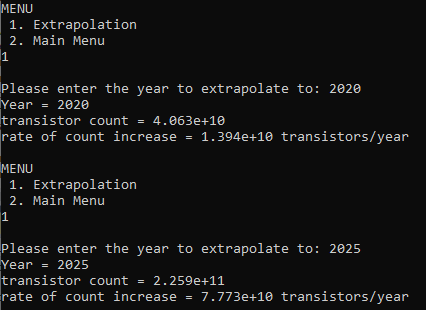 MENU
1. Extrapolation
2. Main Menu
1
Please enter the year to extrapolate to: 2020
Year = 2020
transistor count = 4.063e+10
rate of count increase = 1.394e+10 transistors/year
MENU
1. Extrapolation
2. Main Menu
1
Please enter the year to extrapolate to: 2025
Year = 2025
transistor count = 2.259e+11
rate of count increase = 7.773e+10 transistors/year